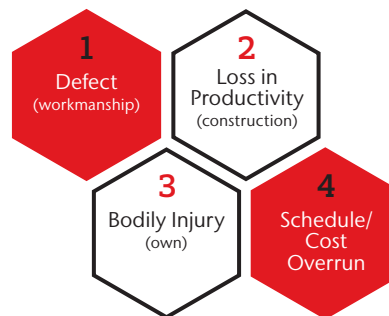 1
Defect
(workmanship)
2
Loss in
Productivity
(construction)
3
Bodily Injury
(own)
4
Schedule/
Cost
Overrun